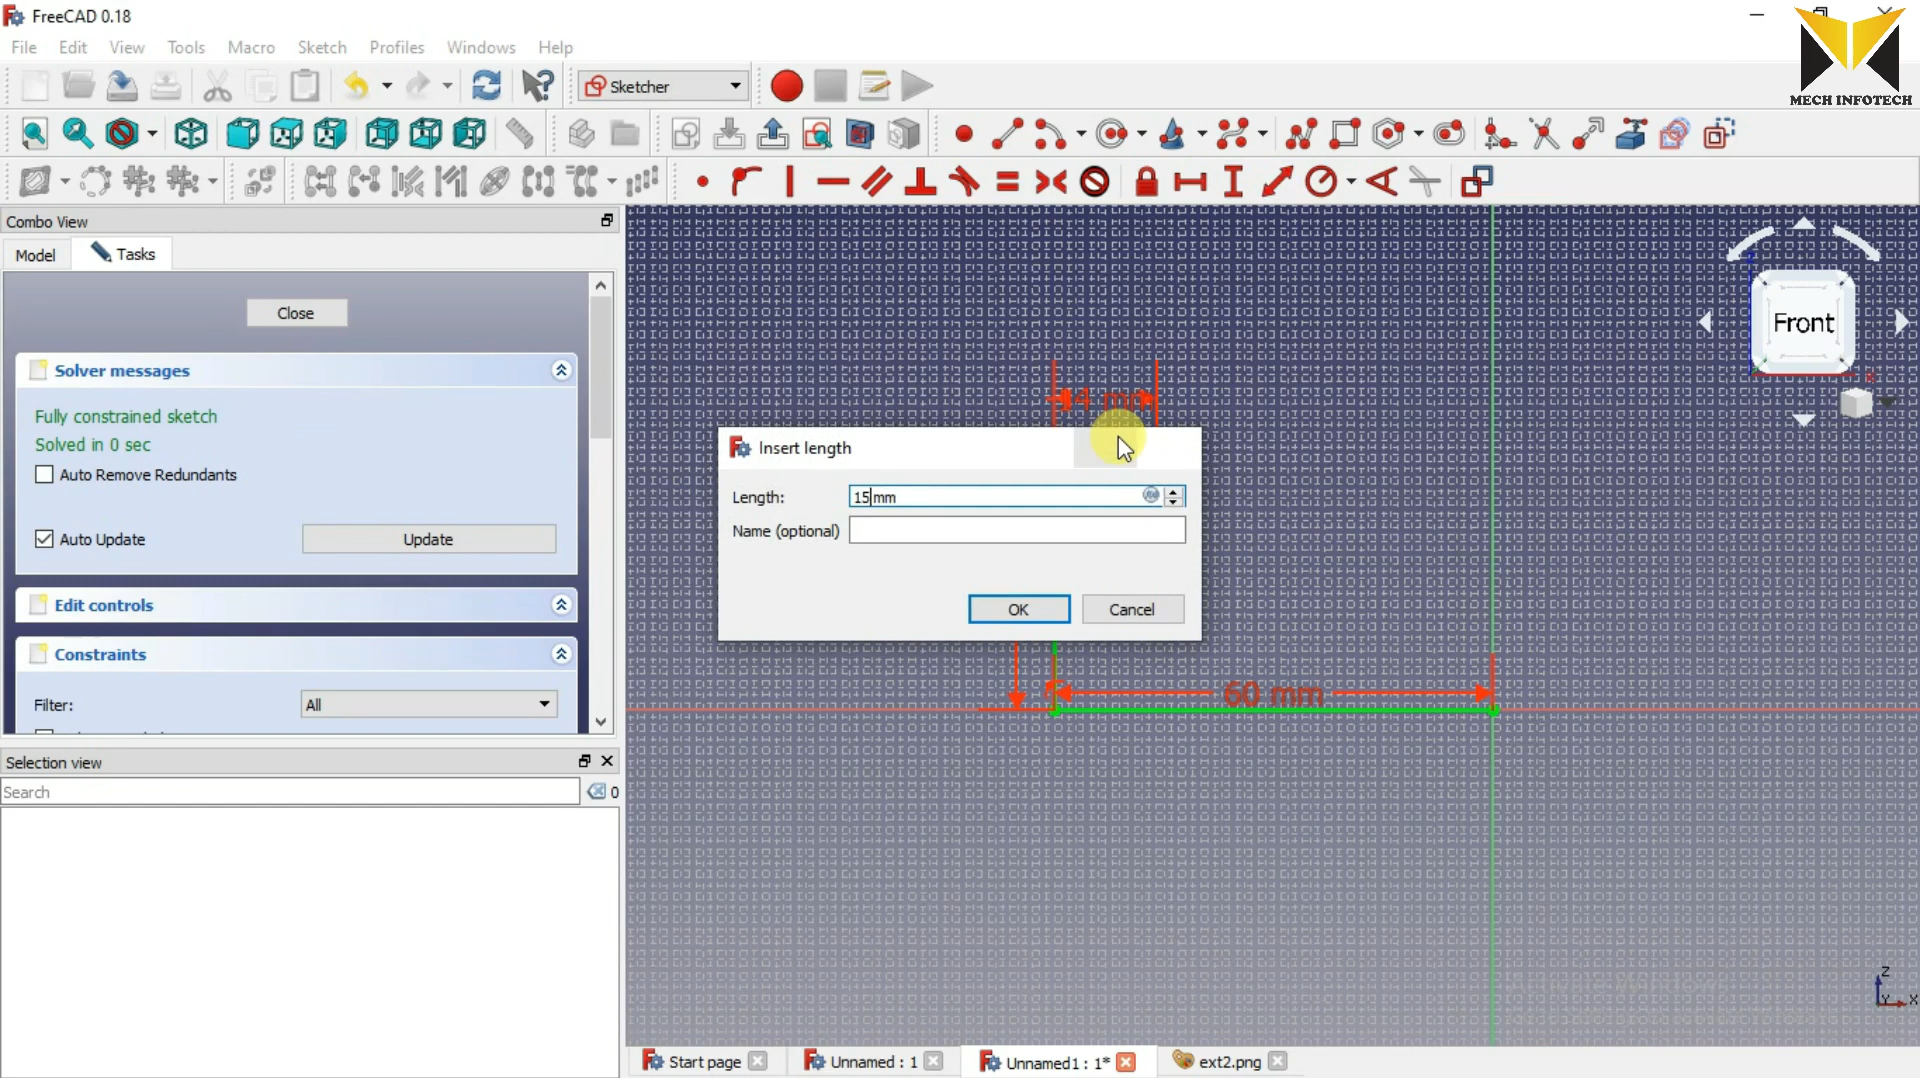 FreeCAD 0.18
File Edit View Tools Macro Sketch Profiles Windows Help
Sketcher
MECH INFOTECH
Combo View
Model Tasks
Close
Solver messages
Fully constrained sketch
Solved in 0 sec
Auto Remove Redundants
Auto Update Update
Edit controls
Constraints
Filter: All
Selection view
Search
0
Front
60 mm
Insert length
Length: 15mm
Name (optional)
OK Cancel
Z
Y X
Start page Unnamed : 1 Unnamed1 : 1* ext2.png